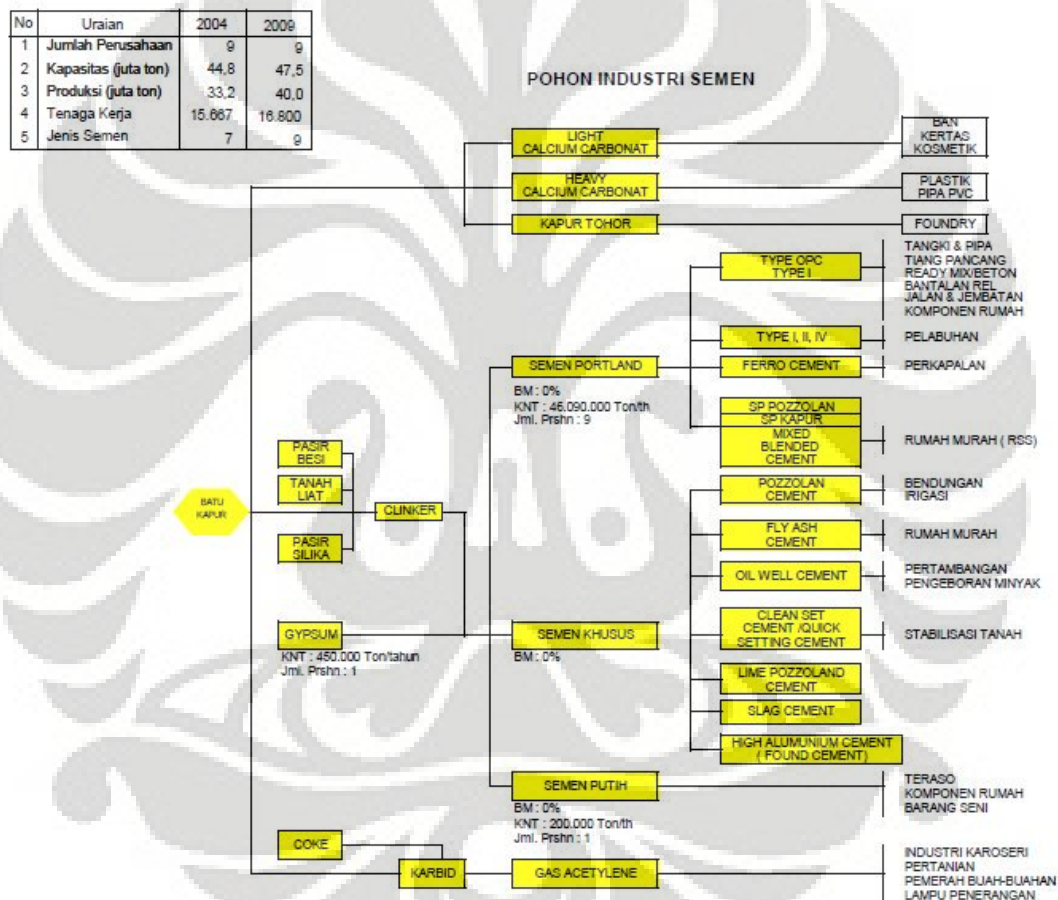 No Uraian 2004 2009
1 Jumlah Perusahaan 9 9
2 Kapasitas (juta ton) 44,8 47,5
3 Produksi (juta ton) 33,2 40,0
4 Tenaga Kerja 15.667 16.800
5 Jenis Semen 7 9
POHON INDUSTRI SEMEN
LIGHT
CALCIUM CARBONAT
BAN
KERTAS
KOSMETIK
HEAVY
CALCIUM CARBONAT
PLASTIK
PIPA PVC
KAPUR TOHOR
FOUNDRY
TYPE OPC
TYPE I
TANGKI & PIPA
TIANG PANCANG
READY MIX/BETON
BANTALAN REL
JALAN & JEMBATAN
KOMPONEN RUMAH
TYPE I, II, IV
PELABUHAN
SEMEN PORTLAND
BM : 0%
KNT : 46.090.000 Ton/th
Jml. Prshn : 9
FERRO CEMENT
PERKAPALAN
SP POZZOLAN
SP KAPUR
MIXED
BLENDED
CEMENT
RUMAH MURAH ( RSS)
PASIR
BESI
TANAH
LIAT
BATU
KAPUR
CLINKER
PASIR
SILIKA
POZZOLAN
CEMENT
BENDUNGAN
IRIGASI
FLY ASH
CEMENT
RUMAH MURAH
OIL WELL CEMENT
PERTAMBANGAN
PENGEBORAN MINYAK
GYPSUM
KNT : 450.000 Ton/tahun
Jml. Prshn : 1
SEMEN KHUSUS
BM : 0%
CLEAN SET
CEMENT /QUICK
SETTING CEMENT
STABILISASI TANAH
LIME POZZOLAND
CEMENT
SLAG CEMENT
HIGH ALUMUNIUM CEMENT
( FOUND CEMENT)
SEMEN PUTIH
BM : 0%
KNT : 200.000 Ton/th
Jml. Prshn : 1
TERASO
KOMPONEN RUMAH
BARANG SENI
COKE
KARBID
GAS ACETYLENE
INDUSTRI KAROSERI
PERTANIAN
PEMERAH BUAH-BUAHAN
LAMPU PENERANGAN